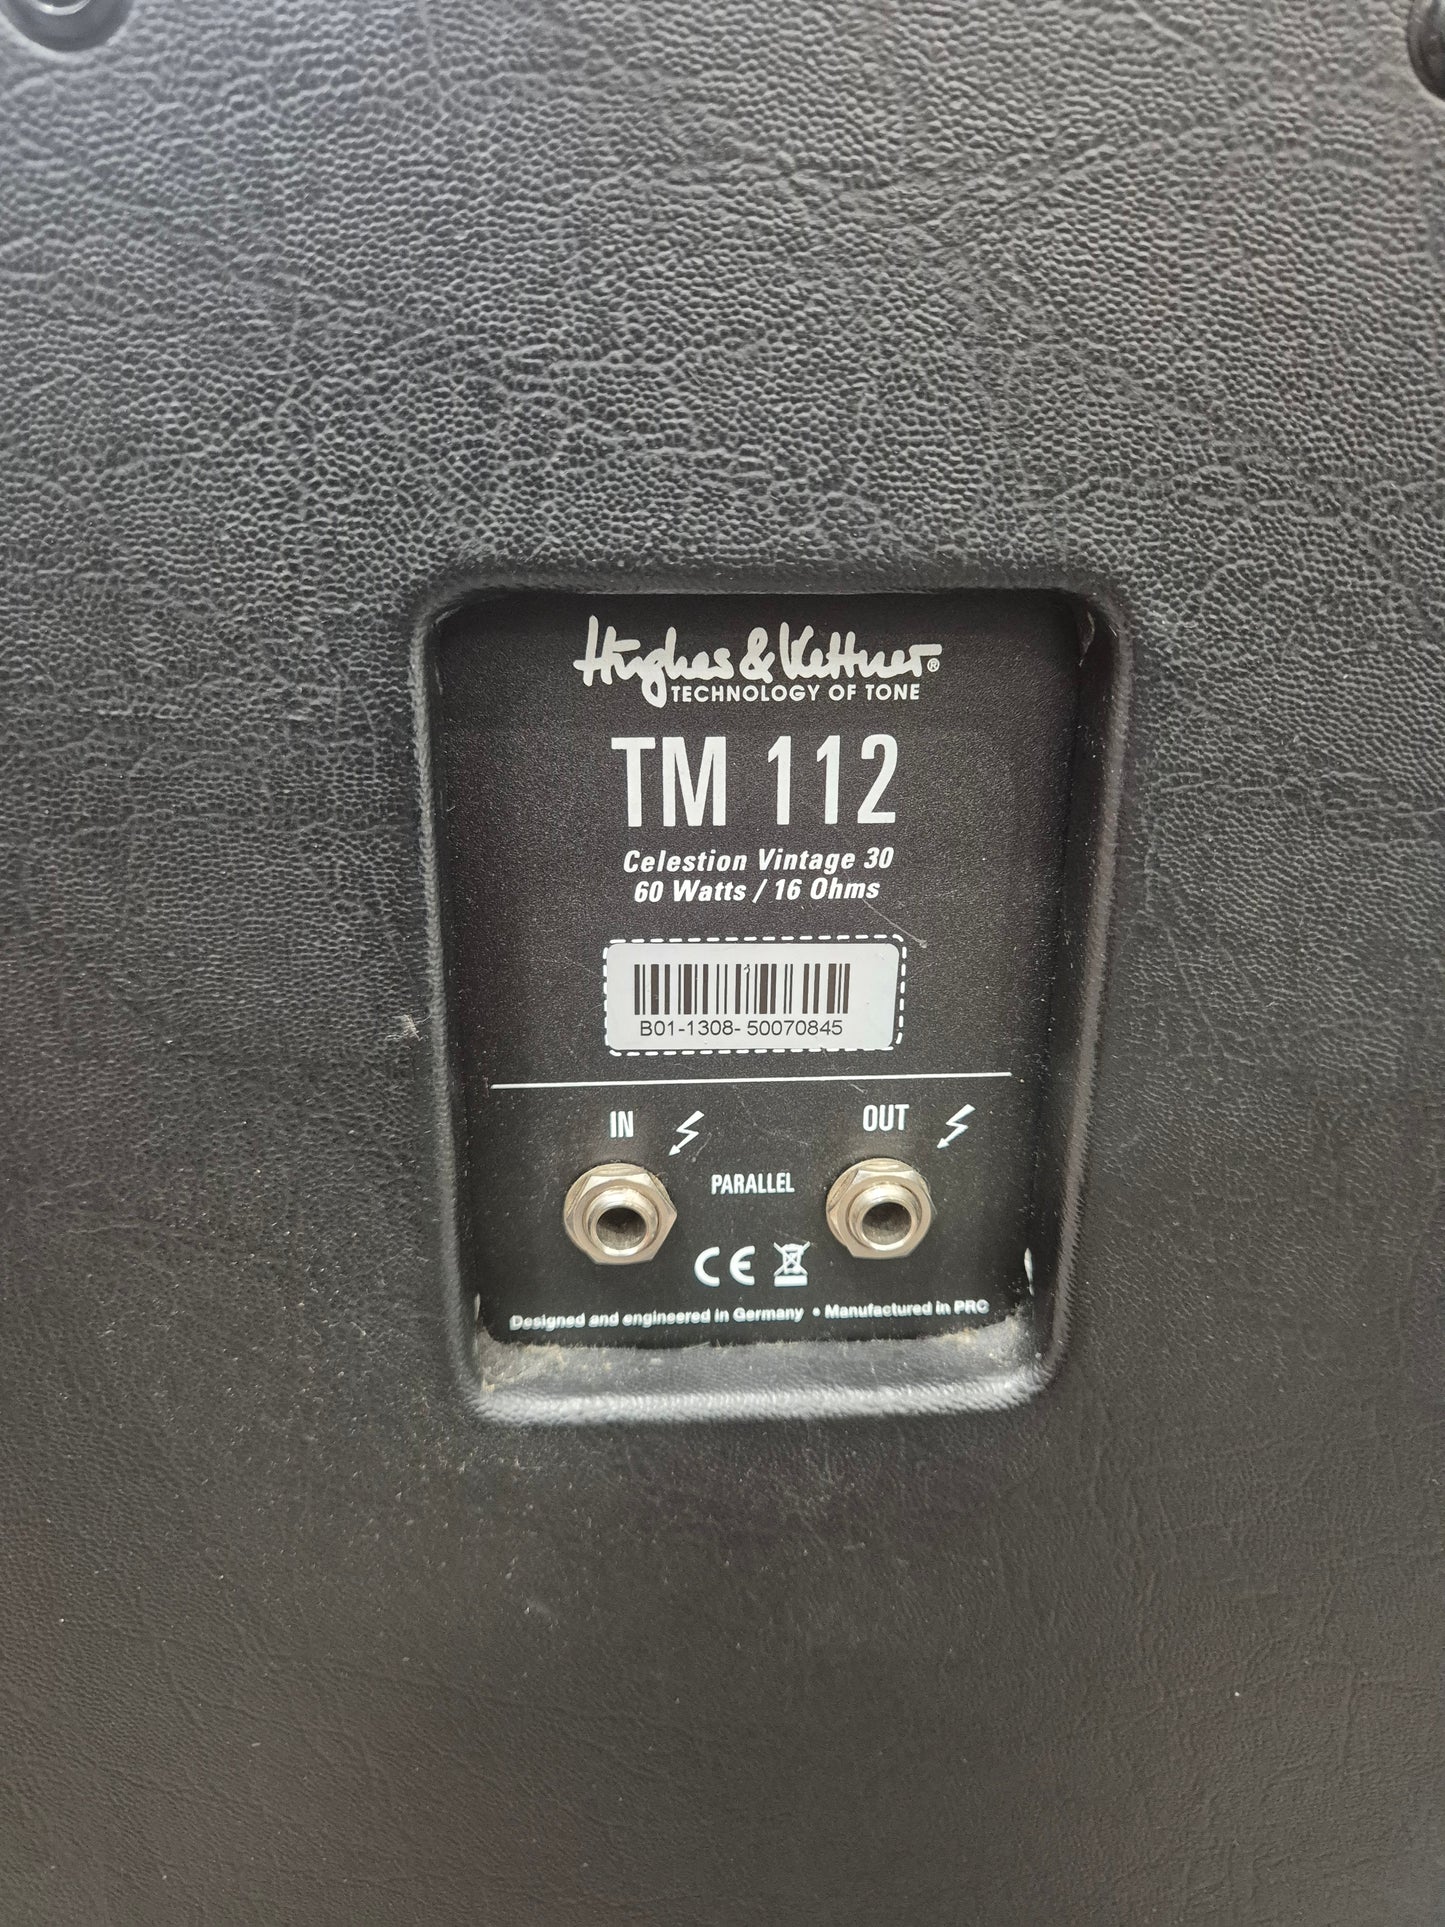 Hughes & Kettner®
TECHNOLOGY OF TONE
TM 112
Celestion Vintage 30
60 Watts / 16 Ohms
B01-1308- 50070845
IN OUT
PARALLEL
CE
Designed and engineered in Germany • Manufactured in PRC